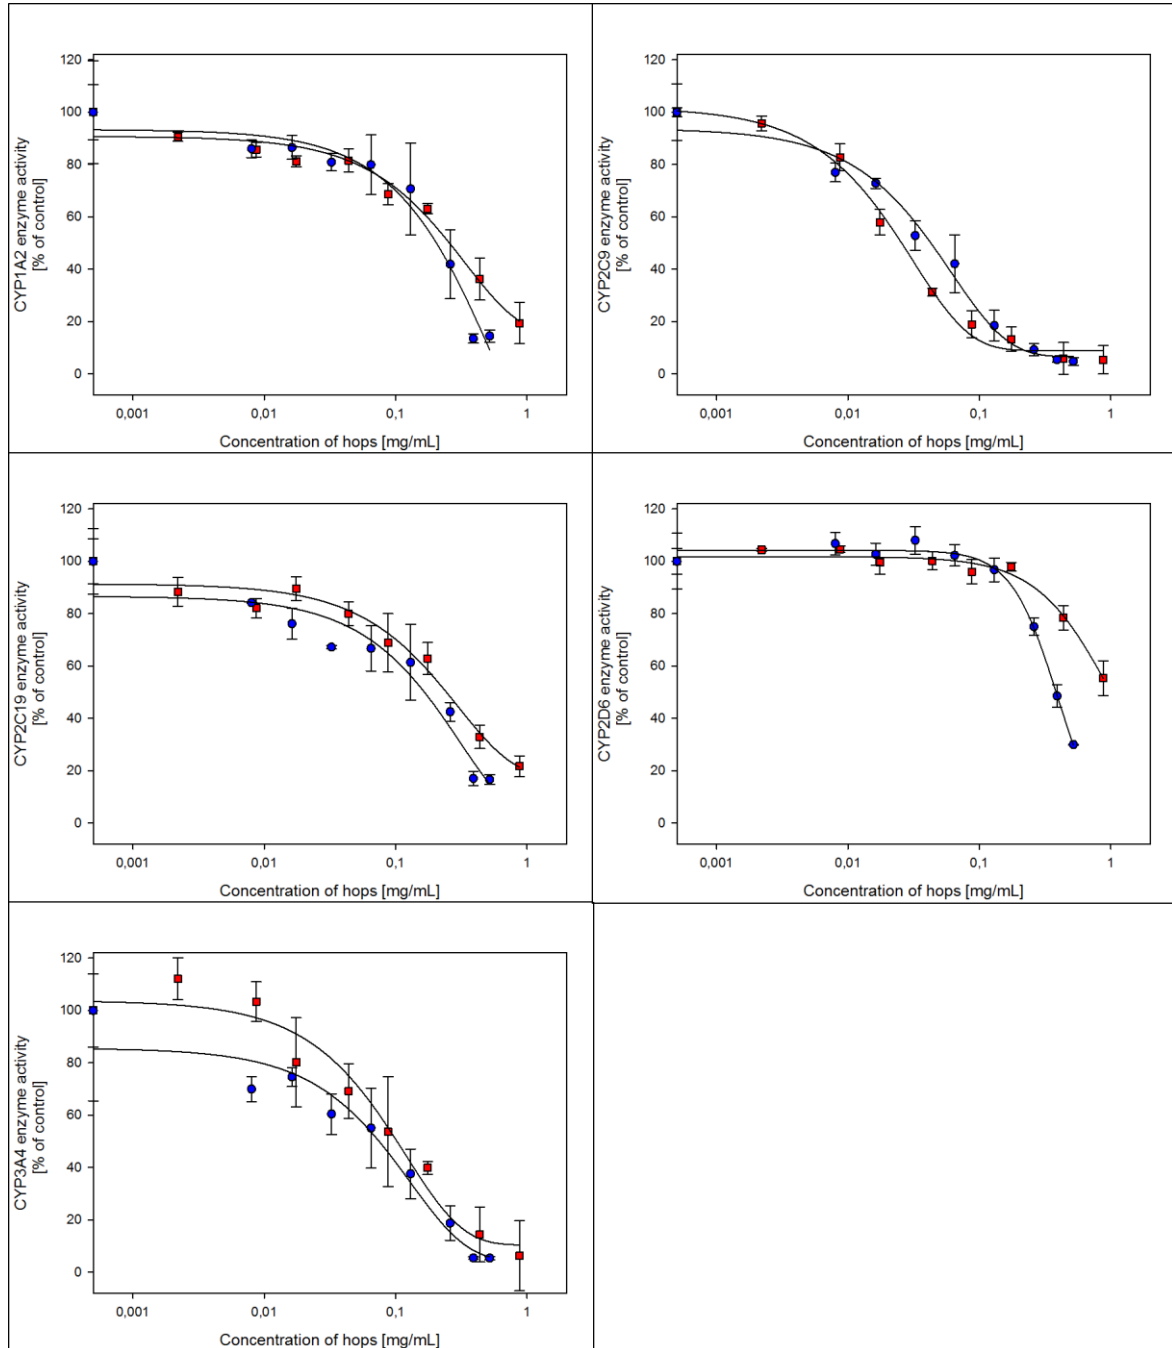 120
100
80
60
40
20
0
CYP1A2 enzyme activity
[% of control]
0,001 0,01 0,1 1
Concentration of hops [mg/mL]
120
100
80
60
40
20
0
CYP2C9 enzyme activity
[% of control]
0,001 0,01 0,1 1
Concentration of hops [mg/mL]
120
100
80
60
40
20
0
CYP2C19 enzyme activity
[% of control]
0,001 0,01 0,1 1
Concentration of hops [mg/mL]
120
100
80
60
40
20
0
CYP2D6 enzyme activity
[% of control]
0,001 0,01 0,1 1
Concentration of hops [mg/mL]
120
100
80
60
40
20
0
CYP3A4 enzyme activity
[% of control]
0,001 0,01 0,1 1
Concentration of hops [mg/mL]